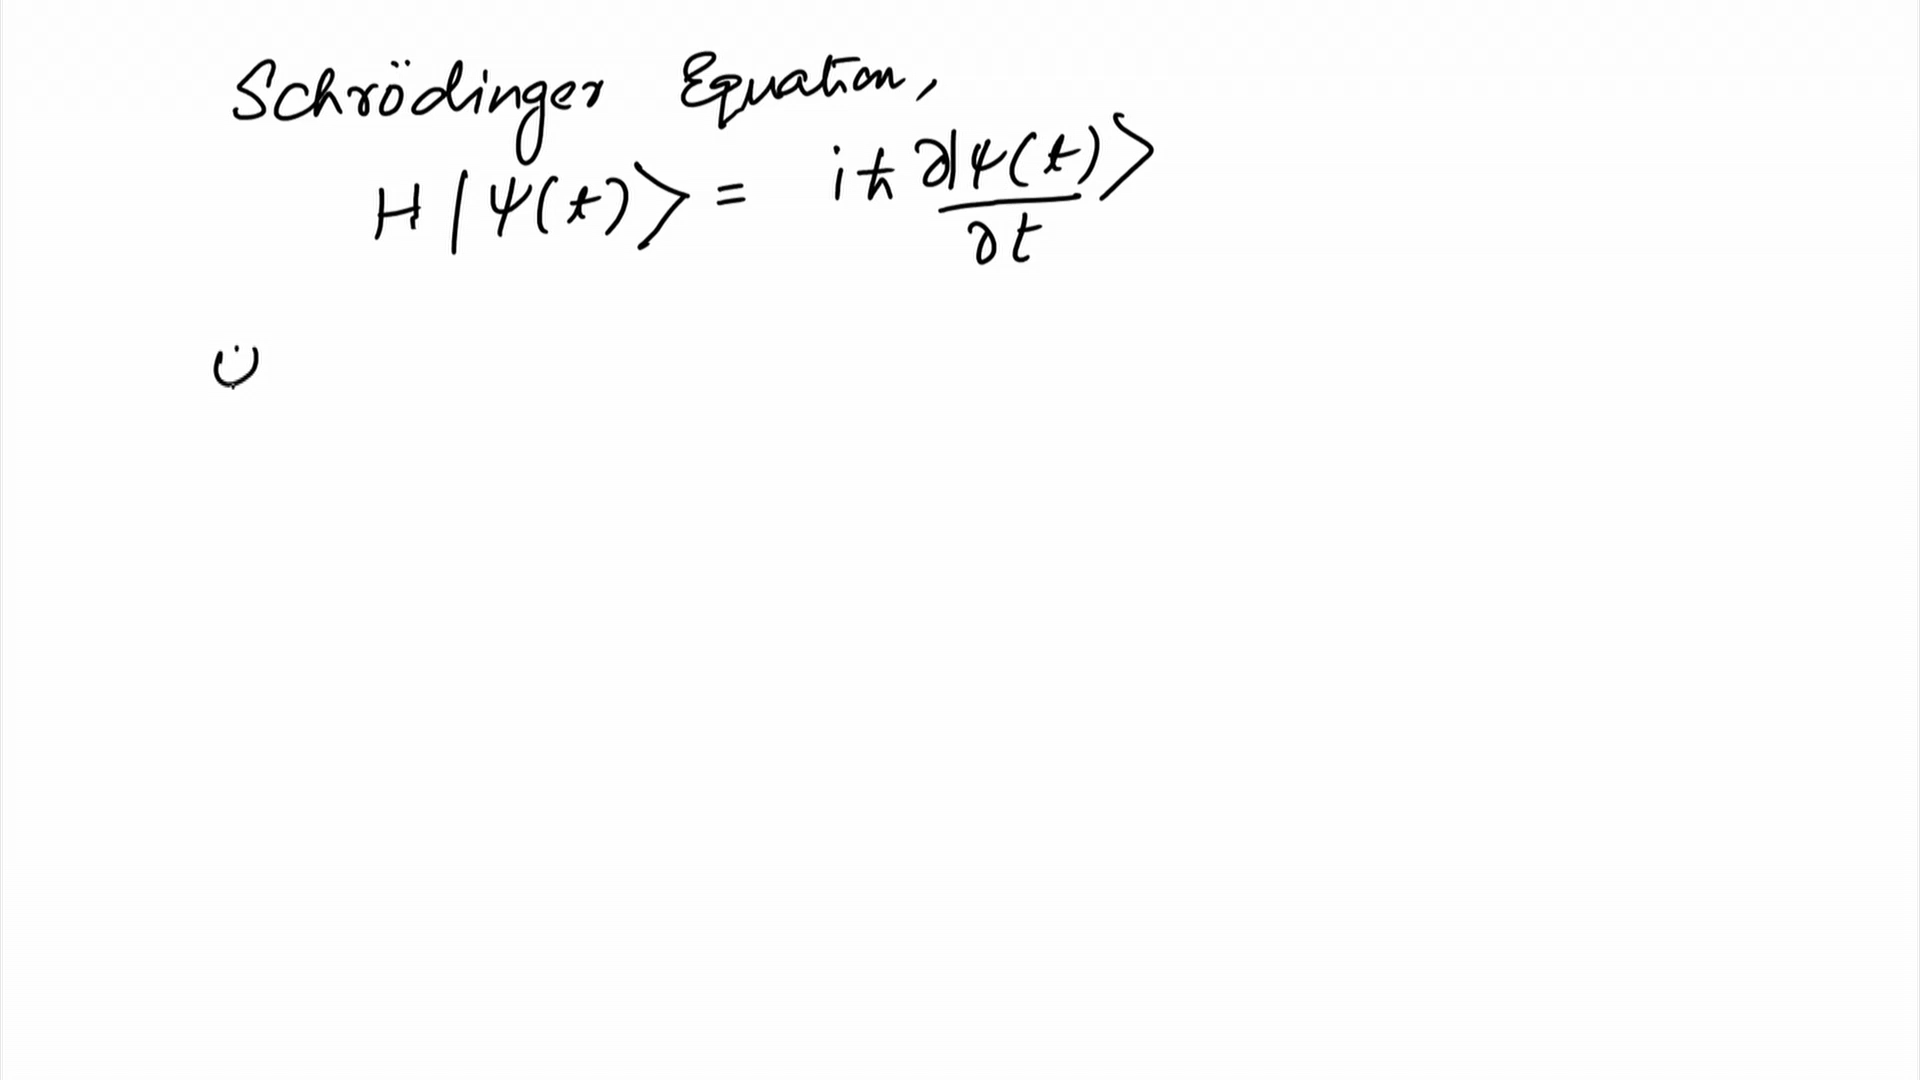 Schrödinger Equation,
H|Ψ(t)⟩ = iħ ∂|Ψ(t)⟩/∂t